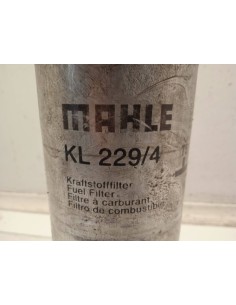 MAHLE
KL 229/4
Kraftstofffilter
Fuel Filter
Filtre à carburant
Filtro de combustible